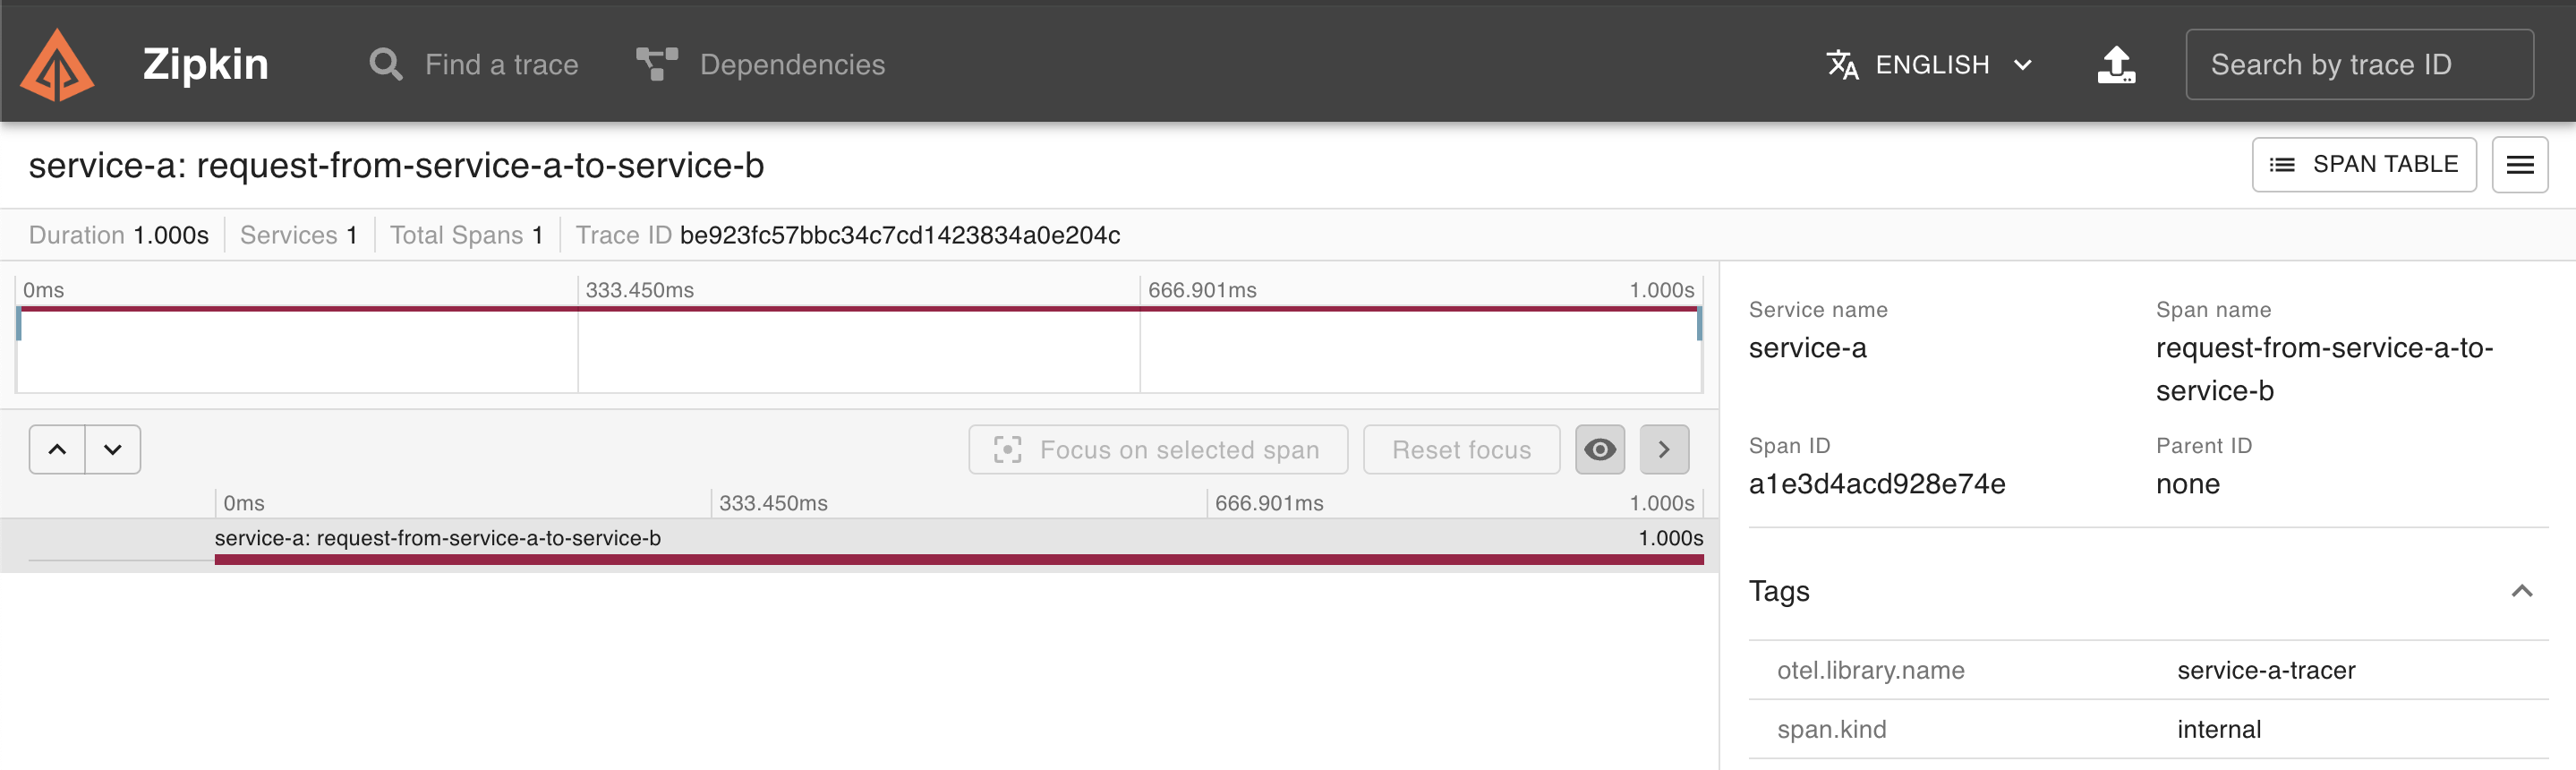 Zipkin
Find a trace
Dependencies
ENGLISH
Search by trace ID
service-a: request-from-service-a-to-service-b
SPAN TABLE
Duration 1.000s
Services 1
Total Spans 1
Trace ID be923fc57bbc34c7cd1423834a0e204c
0ms
333.450ms
666.901ms
1.000s
Focus on selected span
Reset focus
0ms
333.450ms
666.901ms
1.000s
service-a: request-from-service-a-to-service-b
1.000s
Service name
service-a
Span name
request-from-service-a-to-
service-b
Span ID
a1e3d4acd928e74e
Parent ID
none
Tags
otel.library.name
service-a-tracer
span.kind
internal